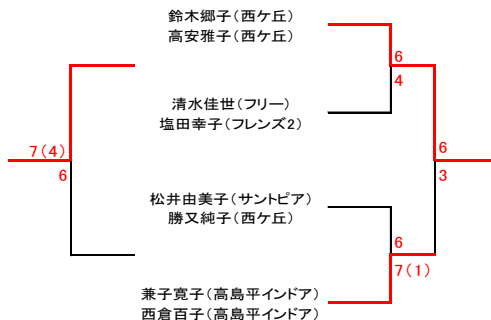 鈴木郷子(西ケ丘)
高安雅子(西ケ丘)
6
4
清水佳世(フリー)
塩田幸子(フレンズ2)
7(4)
6
6
3
松井由美子(サントピア)
勝又純子(西ケ丘)
6
7(1)
兼子寛子(高島平インドア)
西倉百子(高島平インドア)